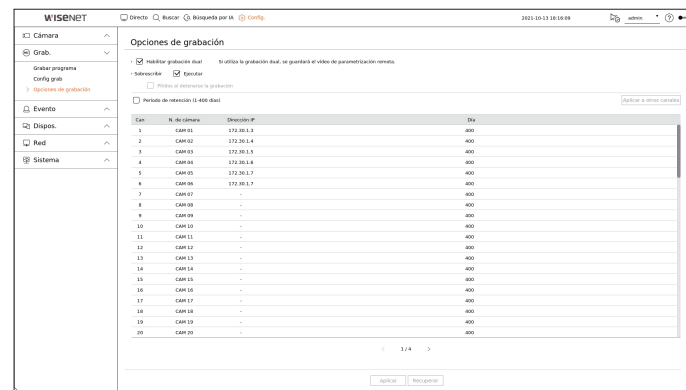 WISENET
Directo Buscar Búsqueda por IA Config. 2021-10-13 18:16:09 admin
Cámara
Grab.
Grabar programa
Config grab
Opciones de grabación
Evento
Dispos.
Red
Sistema
Opciones de grabación
Habilitar grabación dual Si utiliza la grabación dual, se guardará el vídeo de parametrización remota.
Sobrescribir Ejecutar
Pitidos al detenerse la grabación
Período de retención (1-400 días) Aplicar a otros canales
Can N. de cámara Dirección IP Día
1 CAM 01 172.30.1.3 400
2 CAM 02 172.30.1.4 400
3 CAM 03 172.30.1.5 400
4 CAM 04 172.30.1.6 400
5 CAM 05 172.30.1.7 400
6 CAM 06 172.30.1.7 400
7 CAM 07 - 400
8 CAM 08 - 400
9 CAM 09 - 400
10 CAM 10 - 400
11 CAM 11 - 400
12 CAM 12 - 400
13 CAM 13 - 400
14 CAM 14 - 400
15 CAM 15 - 400
16 CAM 16 - 400
17 CAM 17 - 400
18 CAM 18 - 400
19 CAM 19 - 400
20 CAM 20 - 400
< 1/4 >
Aplicar Recuperar